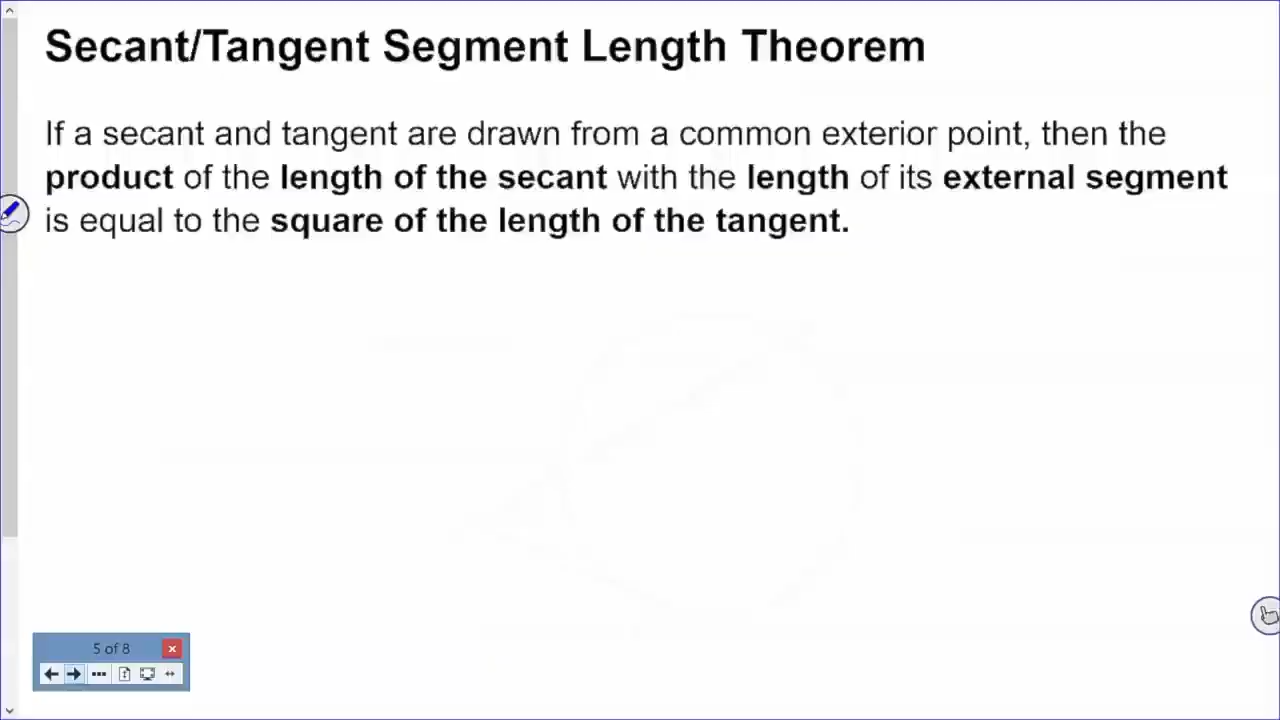 Secant/Tangent Segment Length Theorem
If a secant and tangent are drawn from a common exterior point, then the
product of the length of the secant with the length of its external segment
is equal to the square of the length of the tangent.
5 of 8